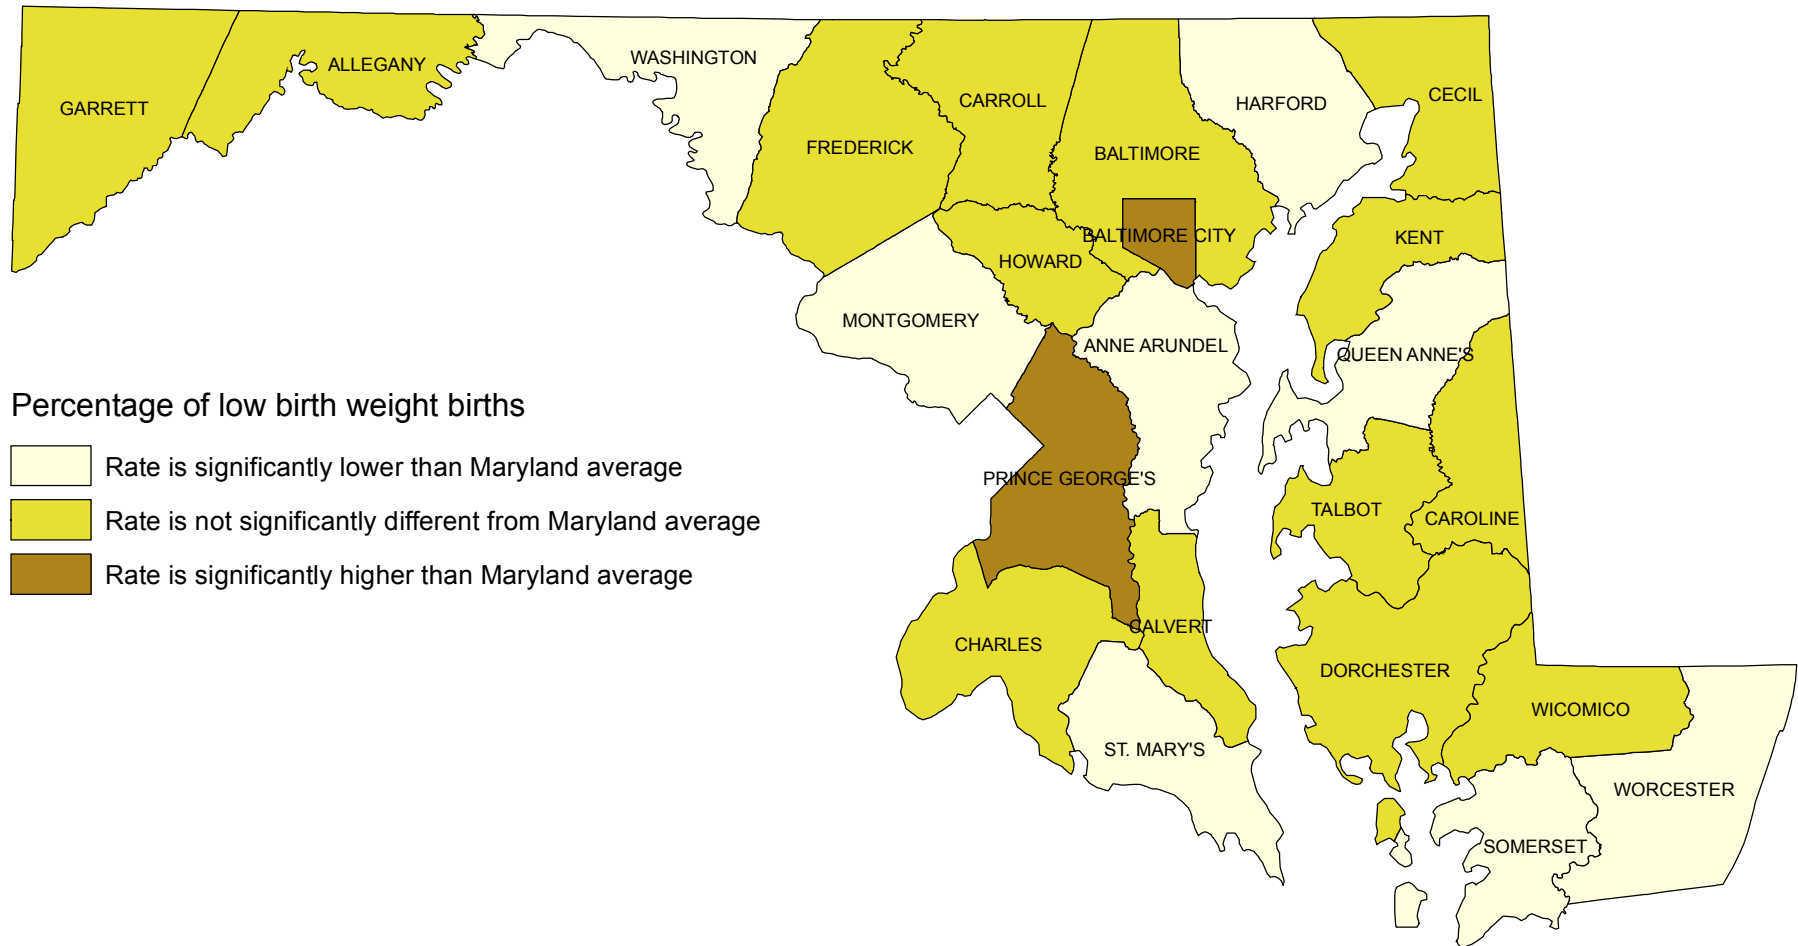 WASHINGTON
ALLEGANY
GARRETT
CARROLL
HARFORD
CECIL
FREDERICK
BALTIMORE
BALTIMORE CITY
KENT
HOWARD
MONTGOMERY
ANNE ARUNDEL
QUEEN ANNE'S
Percentage of low birth weight births
Rate is significantly lower than Maryland average
Rate is not significantly different from Maryland average
Rate is significantly higher than Maryland average
PRINCE GEORGE'S
TALBOT
CAROLINE
CALVERT
CHARLES
DORCHESTER
WICOMICO
ST. MARY'S
WORCESTER
SOMERSET